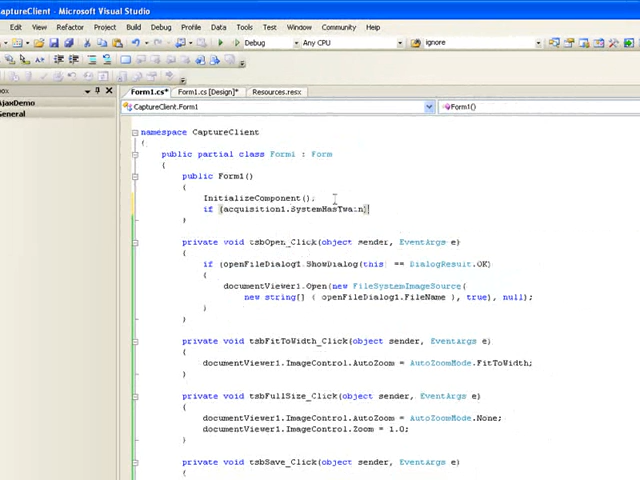 CaptureClient - Microsoft Visual Studio
Edit View Refactor Project Build Debug Data Tools Test Window Community Help
Debug Any CPU ignore
box
AjaxDemo
General
Form1.cs* Form1.cs [Design]* Resources.resx
CaptureClient.Form1 Form1()
namespace CaptureClient
{
public partial class Form1 : Form
{
public Form1()
{
InitializeComponent();
if (acquisition1.SystemHasTwain)
}
private void tsbOpen_Click(object sender, EventArgs e)
{
if (openFileDialog1.ShowDialog(this) == DialogResult.OK)
{
documentViewer1.Open(new FileSystemImageSource(
new string[] { openFileDialog1.FileName }, true), null);
}
}
private void tsbFitToWidth_Click(object sender, EventArgs e)
{
documentViewer1.ImageControl.AutoZoom = AutoZoomMode.FitToWidth;
}
private void tsbFullSize_Click(object sender, EventArgs e)
{
documentViewer1.ImageControl.AutoZoom = AutoZoomMode.None;
documentViewer1.ImageControl.Zoom = 1.0;
}
private void tsbSave_Click(object sender, EventArgs e)
{